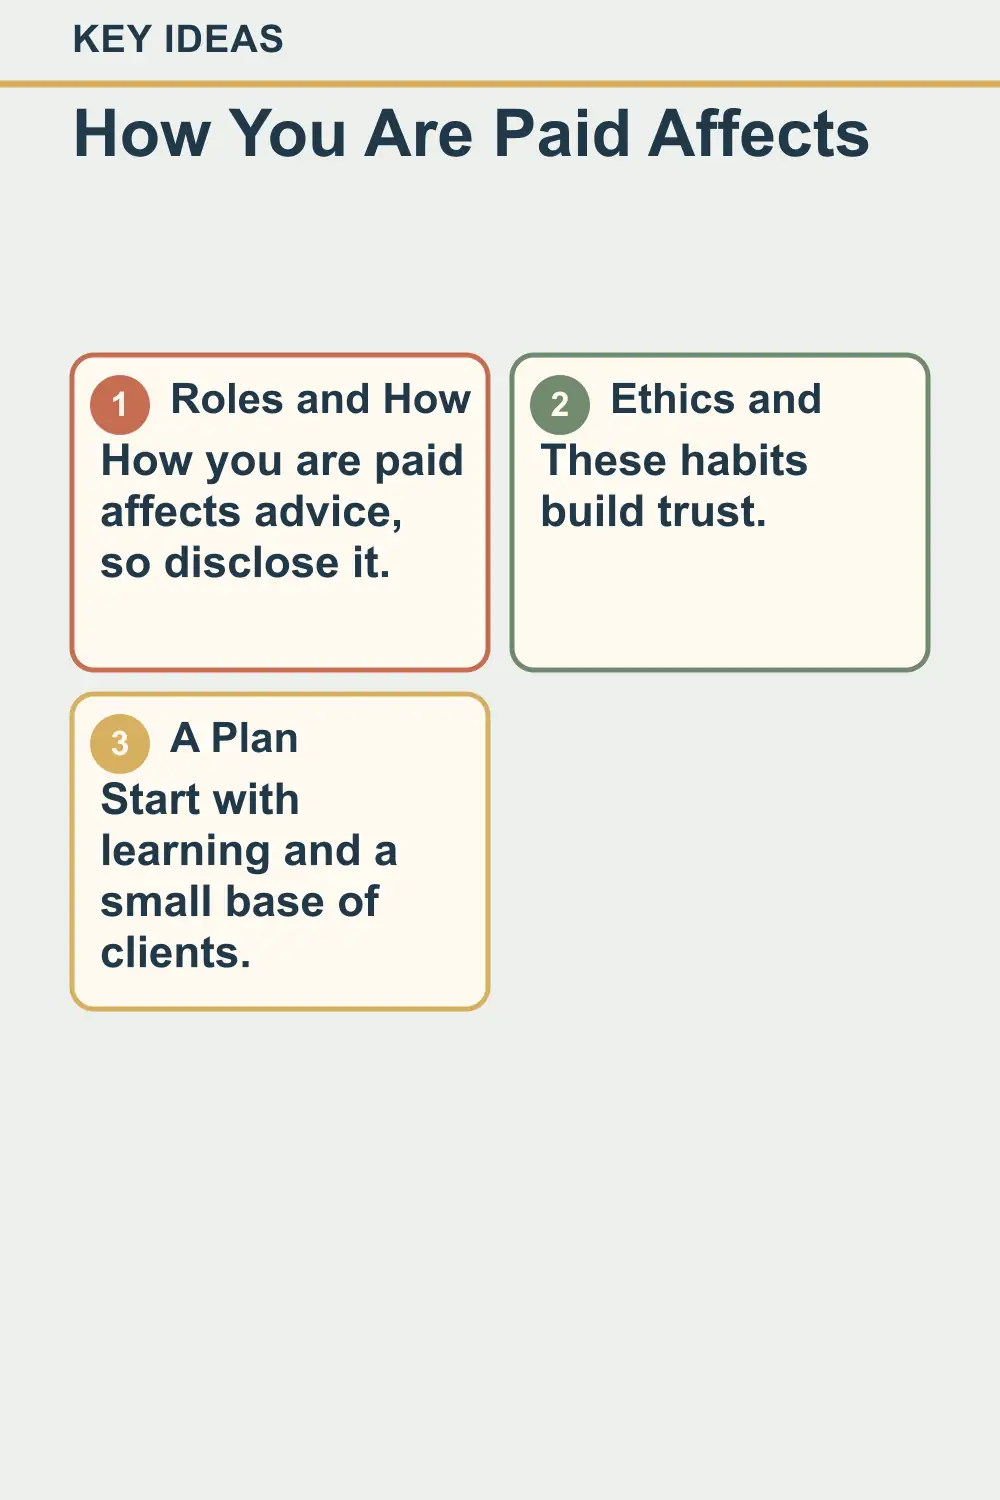 KEY IDEAS
How You Are Paid Affects
1 Roles and How
How you are paid
affects advice,
so disclose it.
2 Ethics and
These habits
build trust.
3 A Plan
Start with
learning and a
small base of
clients.